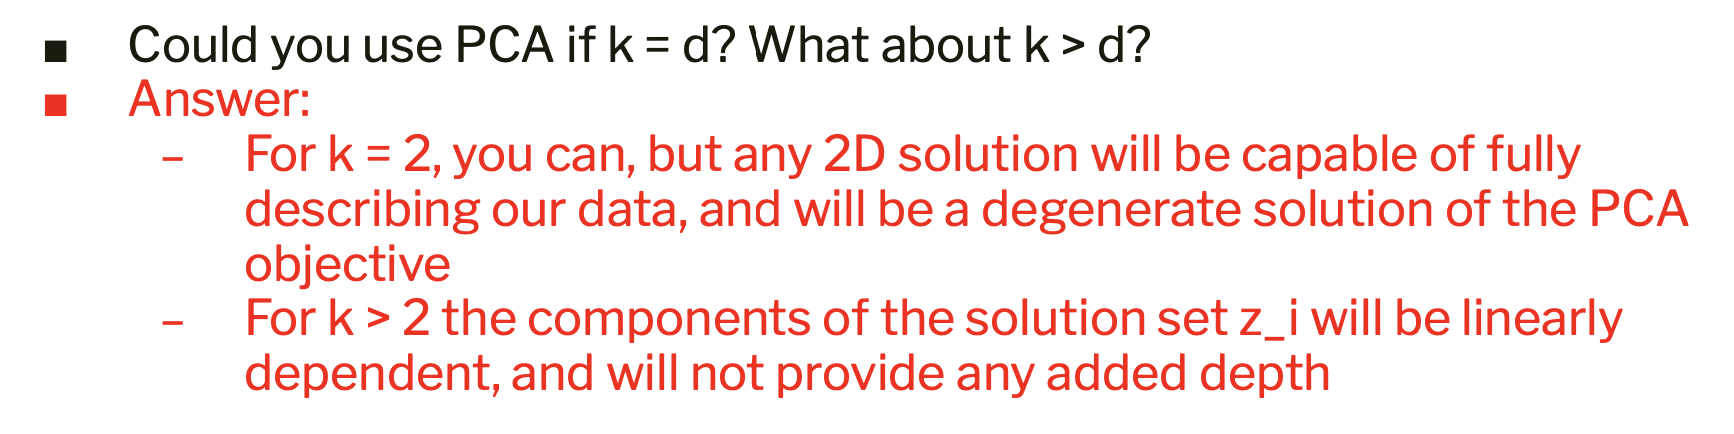 ■ Could you use PCA if k = d? What about k > d?
■ Answer:
– For k = 2, you can, but any 2D solution will be capable of fully
describing our data, and will be a degenerate solution of the PCA
objective
– For k > 2 the components of the solution set z_i will be linearly
dependent, and will not provide any added depth